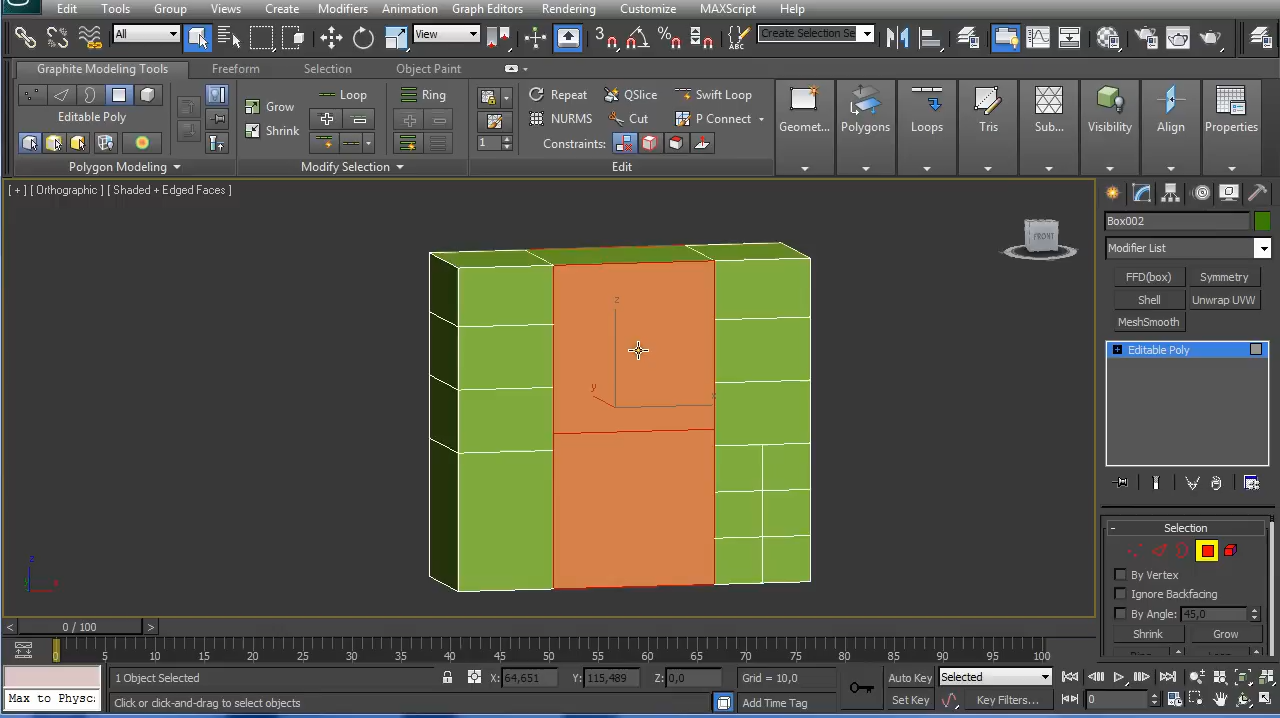 Edit Tools Group Views Create Modifiers Animation Graph Editors Rendering Customize MAXScript Help
All View Create Selection Se
Graphite Modeling Tools Freeform Selection Object Paint
Grow Loop Ring Repeat QSlice Swift Loop
Editable Poly Shrink NURMS Cut P Connect Geomet... Polygons Loops Tris Sub... Visibility Align Properties
1 Constraints:
Polygon Modeling Modify Selection Edit
[ + ] [ Orthographic ] [ Shaded + Edged Faces ]
FRONT
Box002
Modifier List
FFD(box) Symmetry
Shell Unwrap UVW
MeshSmooth
Editable Poly
z
y x
Selection
By Vertex
Ignore Backfacing
By Angle: 45,0
Shrink Grow
z
x
0 / 100
0 5 10 15 20 25 30 35 40 45 50 55 60 65 70 75 80 85 90 95 100
1 Object Selected X: 64,651 Y: 115,489 Z: 0,0 Grid = 10,0 Auto Key Selected
Max to Physc: Click or click-and-drag to select objects Add Time Tag Set Key Key Filters... 0